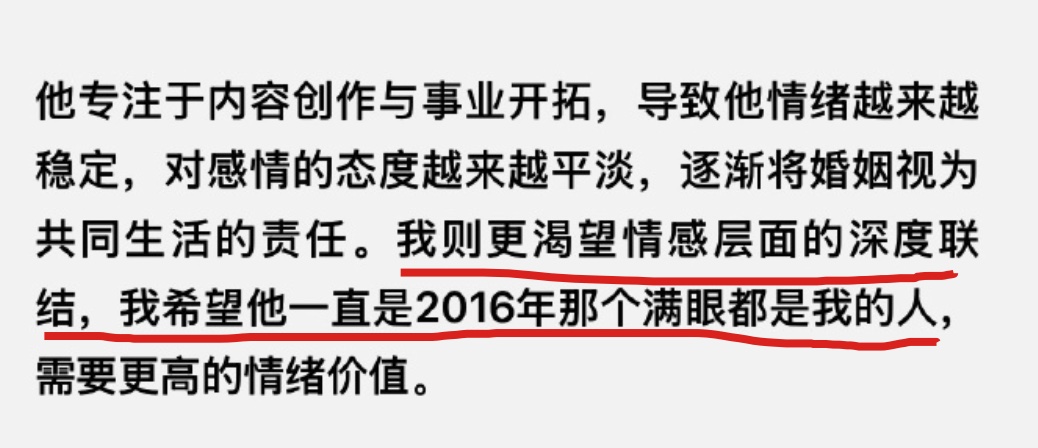 他专注于内容创作与事业开拓，导致他情绪越来越
稳定，对感情的态度越来越平淡，逐渐将婚姻视为
共同生活的责任。我则更渴望情感层面的深度联
结，我希望他一直是2016年那个满眼都是我的人，
需要更高的情绪价值。